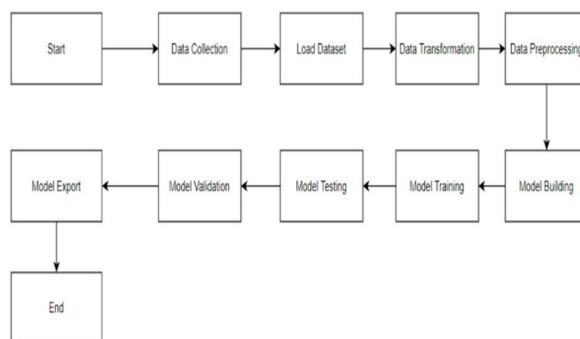 Start
Data Collection
Load Dataset
Data Transformation
Data Preprocessing
Model Building
Model Training
Model Testing
Model Validation
Model Export
End